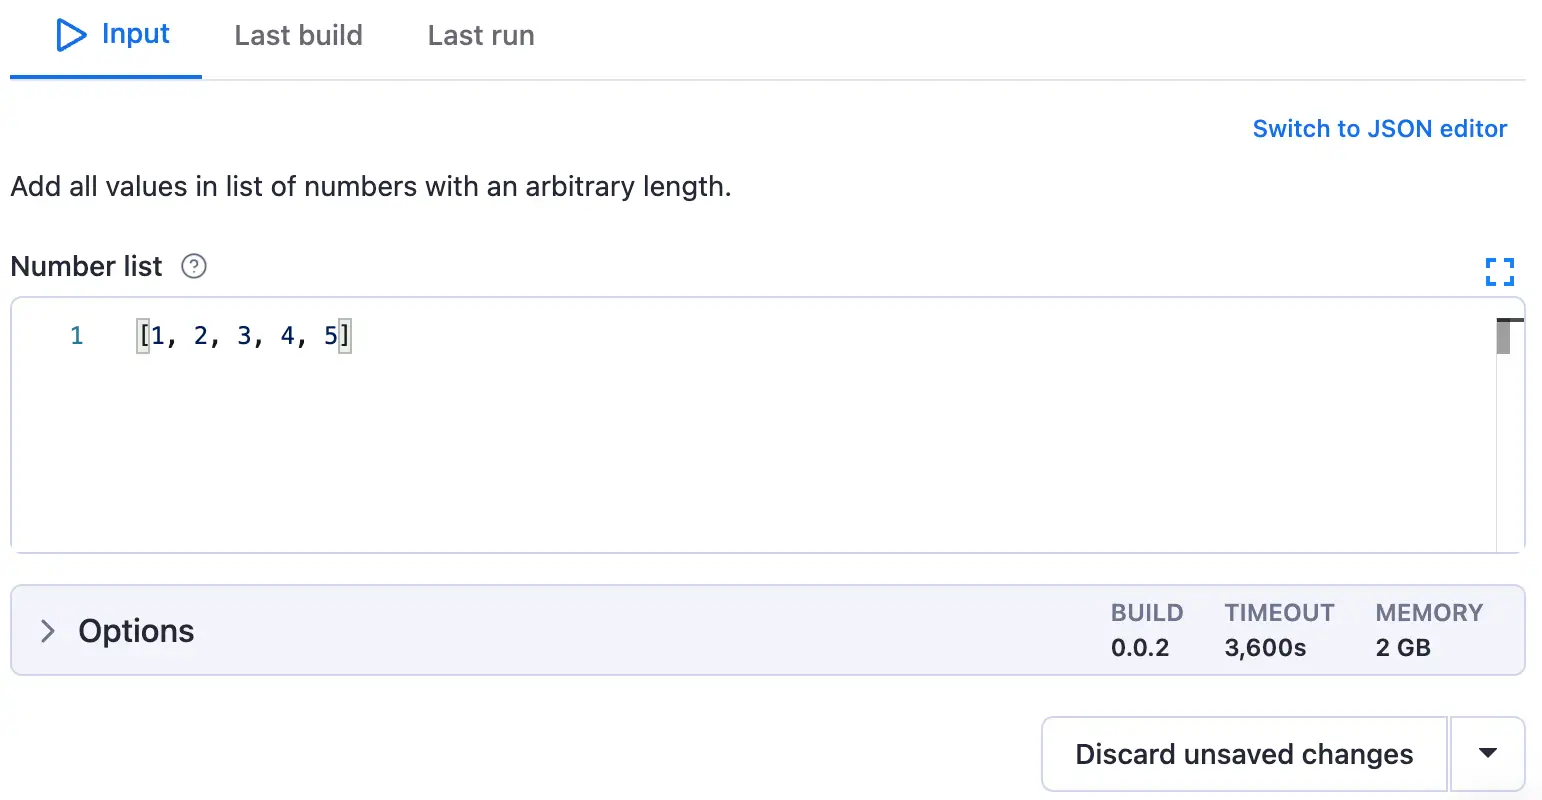 Input Last build Last run
Switch to JSON editor
Add all values in list of numbers with an arbitrary length.
Number list ?
1 [1, 2, 3, 4, 5]
Options
BUILD TIMEOUT MEMORY
0.0.2 3,600s 2 GB
Discard unsaved changes